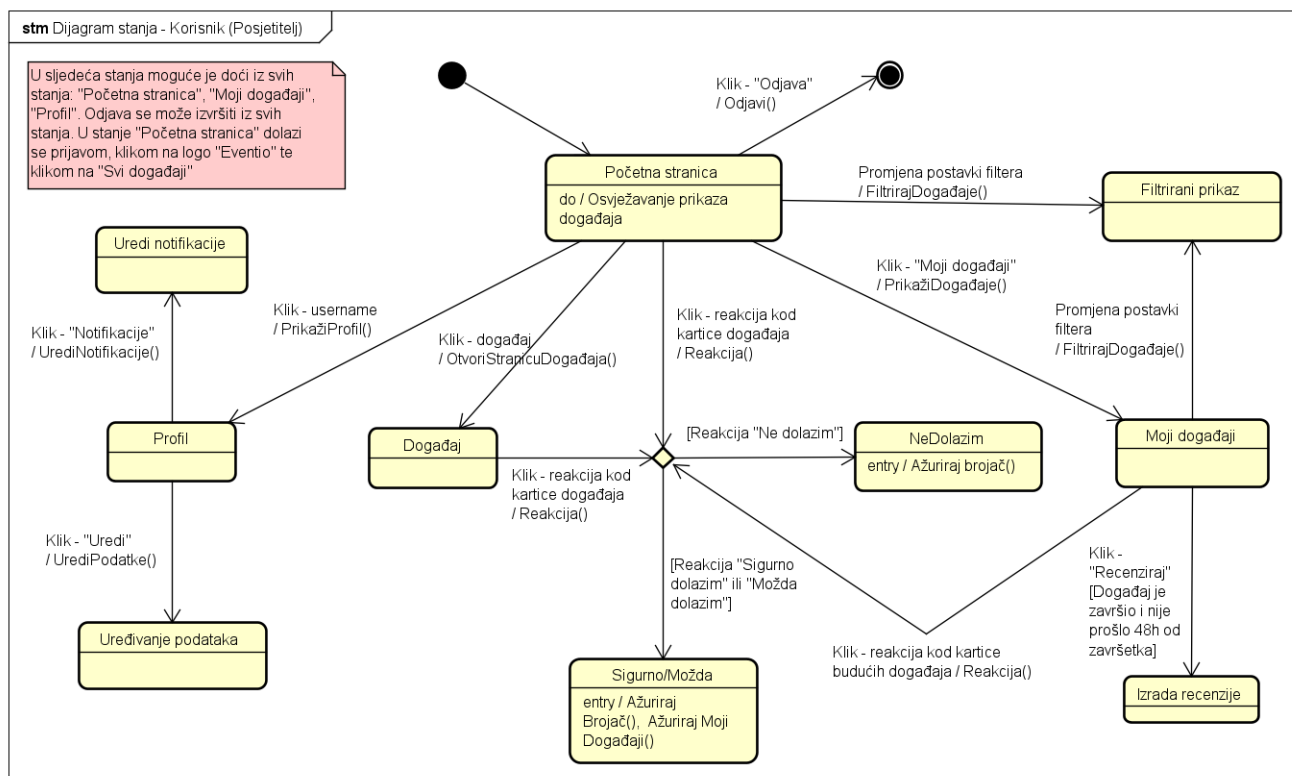 stm Dijagram stanja - Korisnik (Posjetitelj)
U sljedeća stanja moguće je doći iz svih
stanja: "Početna stranica", "Moji događaji",
"Profil". Odjava se može izvršiti iz svih
stanja. U stanje "Početna stranica" dolazi
se prijavom, klikom na logo "Eventio" te
klikom na "Svi događaji"
Klik - "Odjava"
/ Odjavi()
Početna stranica
do / Osvježavanje prikaza
događaja
Promjena postavki filtera
/ FiltrirajDogađaje()
Filtrirani prikaz
Uredi notifikacije
Klik - "Notifikacije"
/ UrediNotifikacije()
Klik - username
/ PrikažiProfil()
Klik - događaj
/ OtvoriStranicuDogađaja()
Klik - reakcija kod
kartice događaja
/ Reakcija()
Klik - "Moji događaji"
/ PrikažiDogađaje()
Promjena postavki
filtera
/ FiltrirajDogađaje()
Profil
Događaj
[Reakcija "Ne dolazim"]
NeDolazim
entry / Ažuriraj brojač()
Moji događaji
Klik - reakcija kod
kartice događaja
/ Reakcija()
Klik - "Uredi"
/ UrediPodatke()
[Reakcija "Sigurno
dolazim" ili "Možda
dolazim"]
Klik -
"Recenziraj"
[Događaj je
završio i nije
prošlo 48h od
završetka]
Uređivanje podataka
Klik - reakcija kod kartice
budućih događaja / Reakcija()
Sigurno/Možda
entry / Ažuriraj
Brojač(),  Ažuriraj Moji
Događaji()
Izrada recenzije